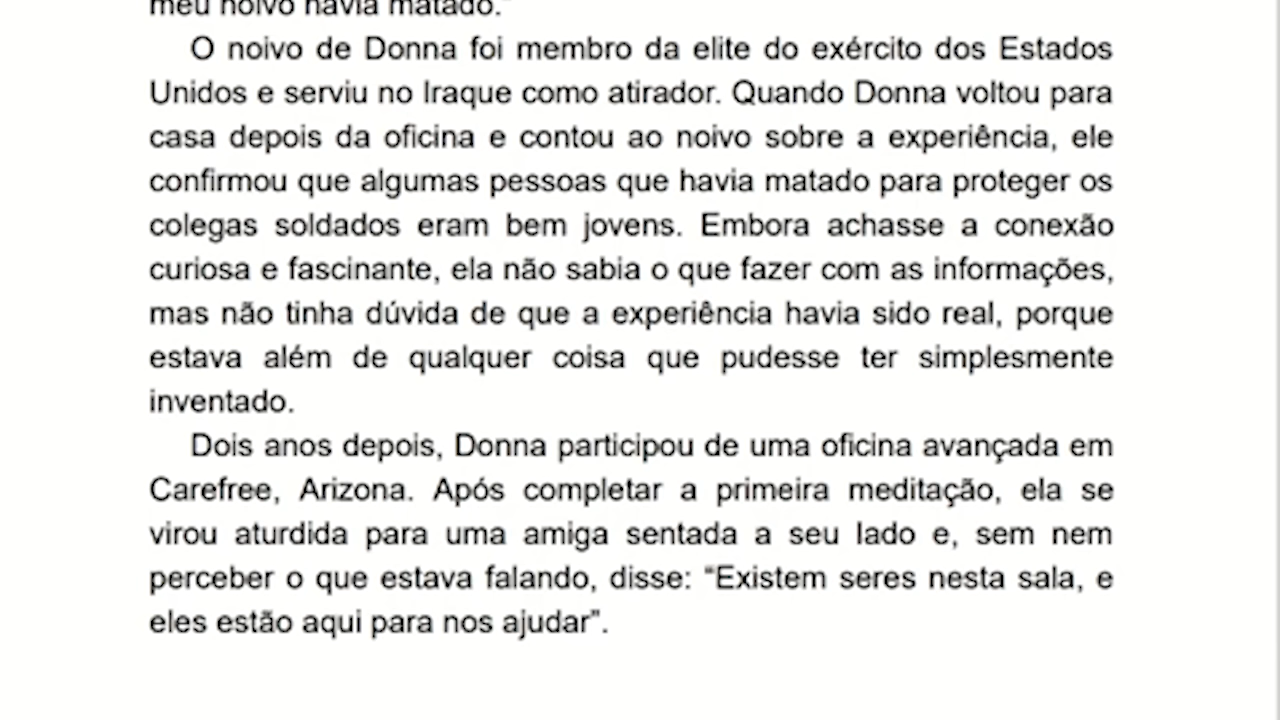 meu noivo havia matado."
O noivo de Donna foi membro da elite do exército dos Estados
Unidos e serviu no Iraque como atirador. Quando Donna voltou para
casa depois da oficina e contou ao noivo sobre a experiência, ele
confirmou que algumas pessoas que havia matado para proteger os
colegas soldados eram bem jovens. Embora achasse a conexão
curiosa e fascinante, ela não sabia o que fazer com as informações,
mas não tinha dúvida de que a experiência havia sido real, porque
estava além de qualquer coisa que pudesse ter simplesmente
inventado.
Dois anos depois, Donna participou de uma oficina avançada em
Carefree, Arizona. Após completar a primeira meditação, ela se
virou aturdida para uma amiga sentada a seu lado e, sem nem
perceber o que estava falando, disse: “Existem seres nesta sala, e
eles estão aqui para nos ajudar”.